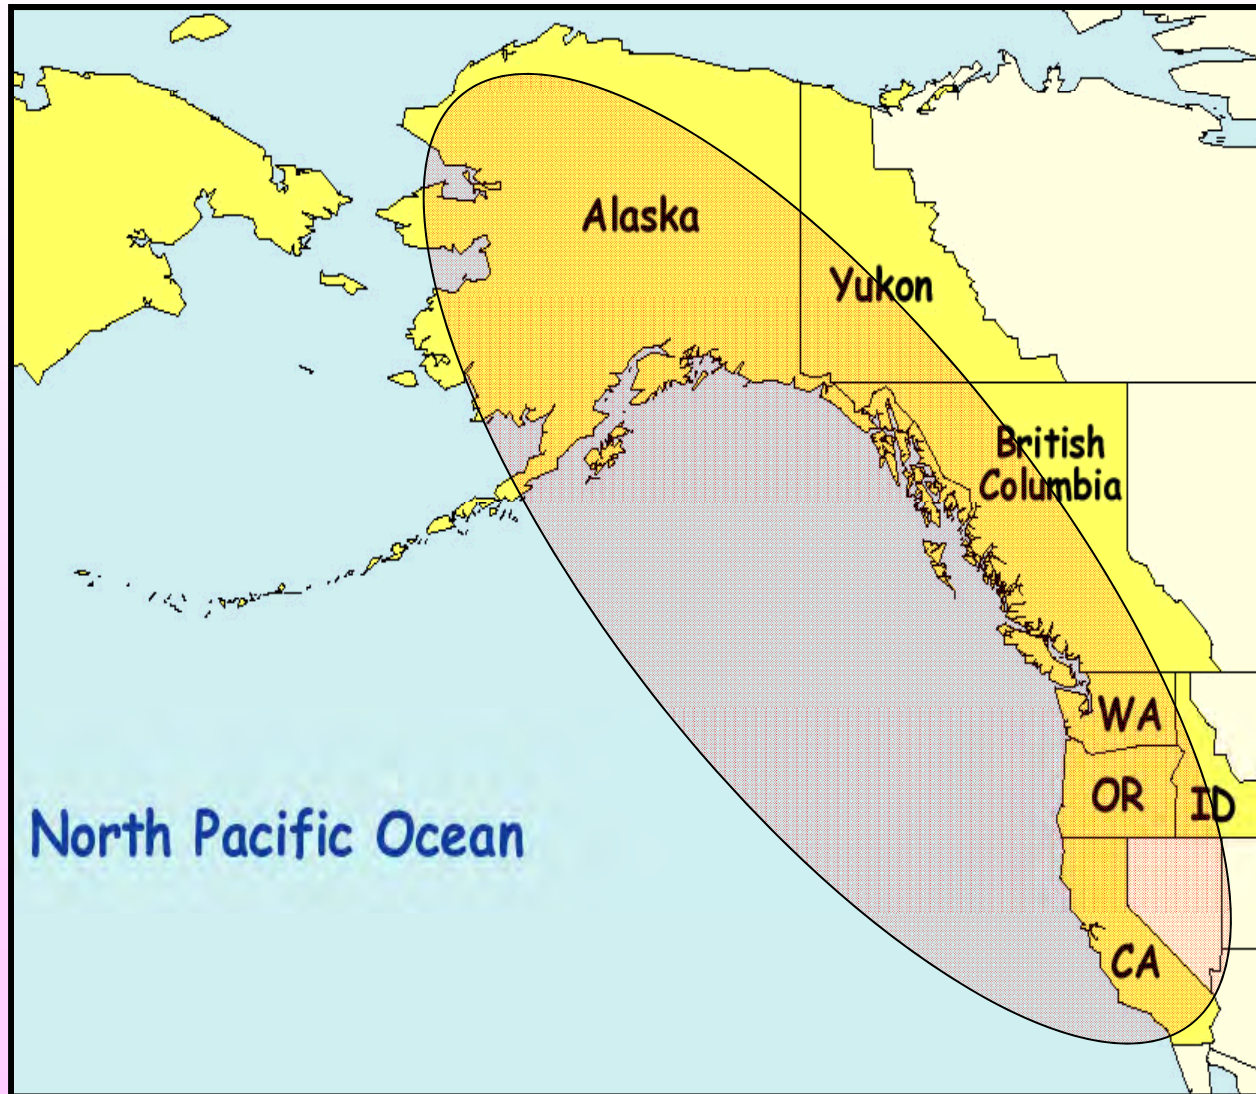 Alaska
Yukon
British
Columbia
WA
OR
ID
North Pacific Ocean
CA